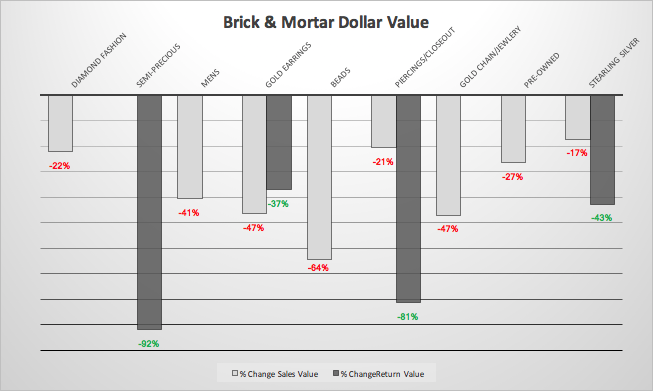 Brick & Mortar Dollar Value
DIAMOND FASHION
SEMI-PRECIOUS
MENS
GOLD EARRINGS
BEADS
PIERCINGS/CLOSEOUT
GOLD CHAIN/JEWLERY
PRE-OWNED
STEARLING SILVER
-22%
-92%
-41%
-47%
-37%
-64%
-21%
-81%
-47%
-27%
-17%
-43%
% Change Sales Value
% ChangeReturn Value